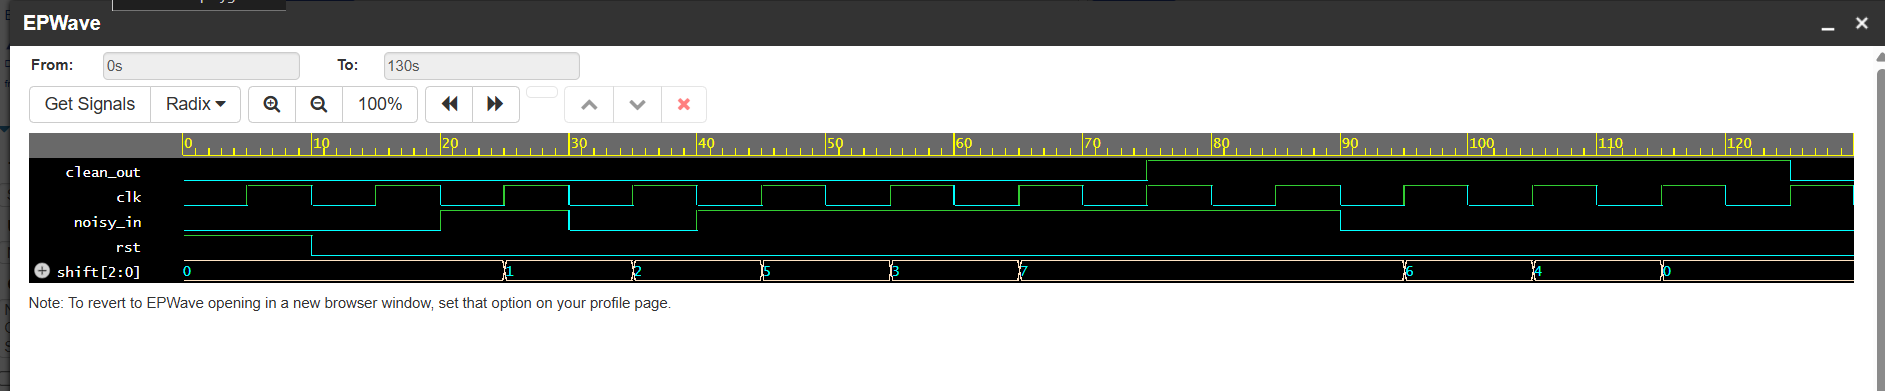 EPWave
From: 0s To: 130s
Get Signals Radix 100%
0 10 20 30 40 50 60 70 80 90 100 110 120
clean_out
clk
noisy_in
rst
shift[2:0] 0 1 2 5 3 7 6 4 0
Note: To revert to EPWave opening in a new browser window, set that option on your profile page.